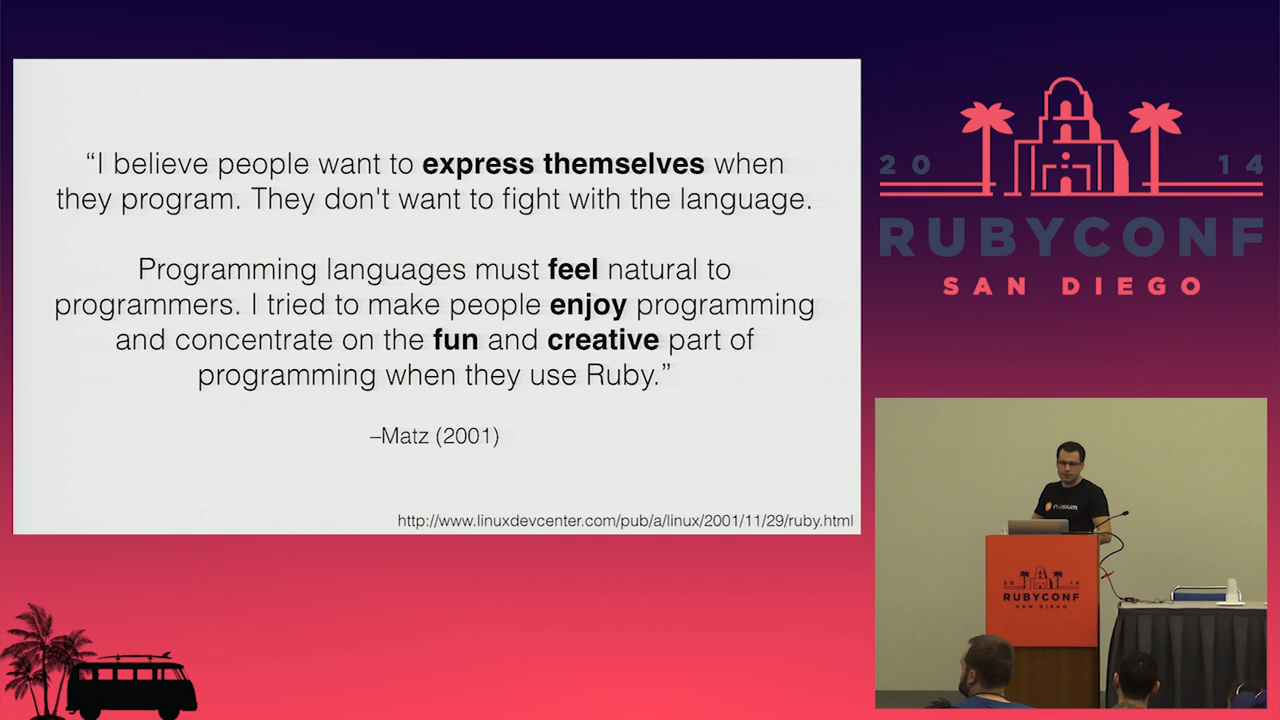 “I believe people want to express themselves when
they program. They don't want to fight with the language.
Programming languages must feel natural to
programmers. I tried to make people enjoy programming
and concentrate on the fun and creative part of
programming when they use Ruby.”
–Matz (2001)
http://www.linuxdevcenter.com/pub/a/linux/2001/11/29/ruby.html
20 14
RUBYCONF
SAN DIEGO
20 14
RUBYCONF
SAN DIEGO